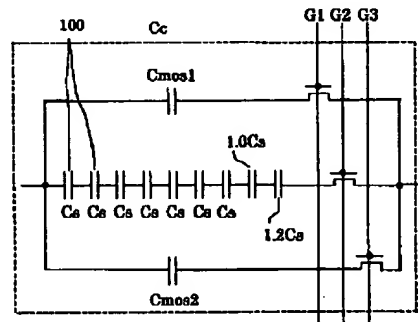 100 Cc G1 G2 G3
Cmos1
1.0Cs
Cs Cs Cs Cs Cs Cs Cs
1.2Cs
Cmos2